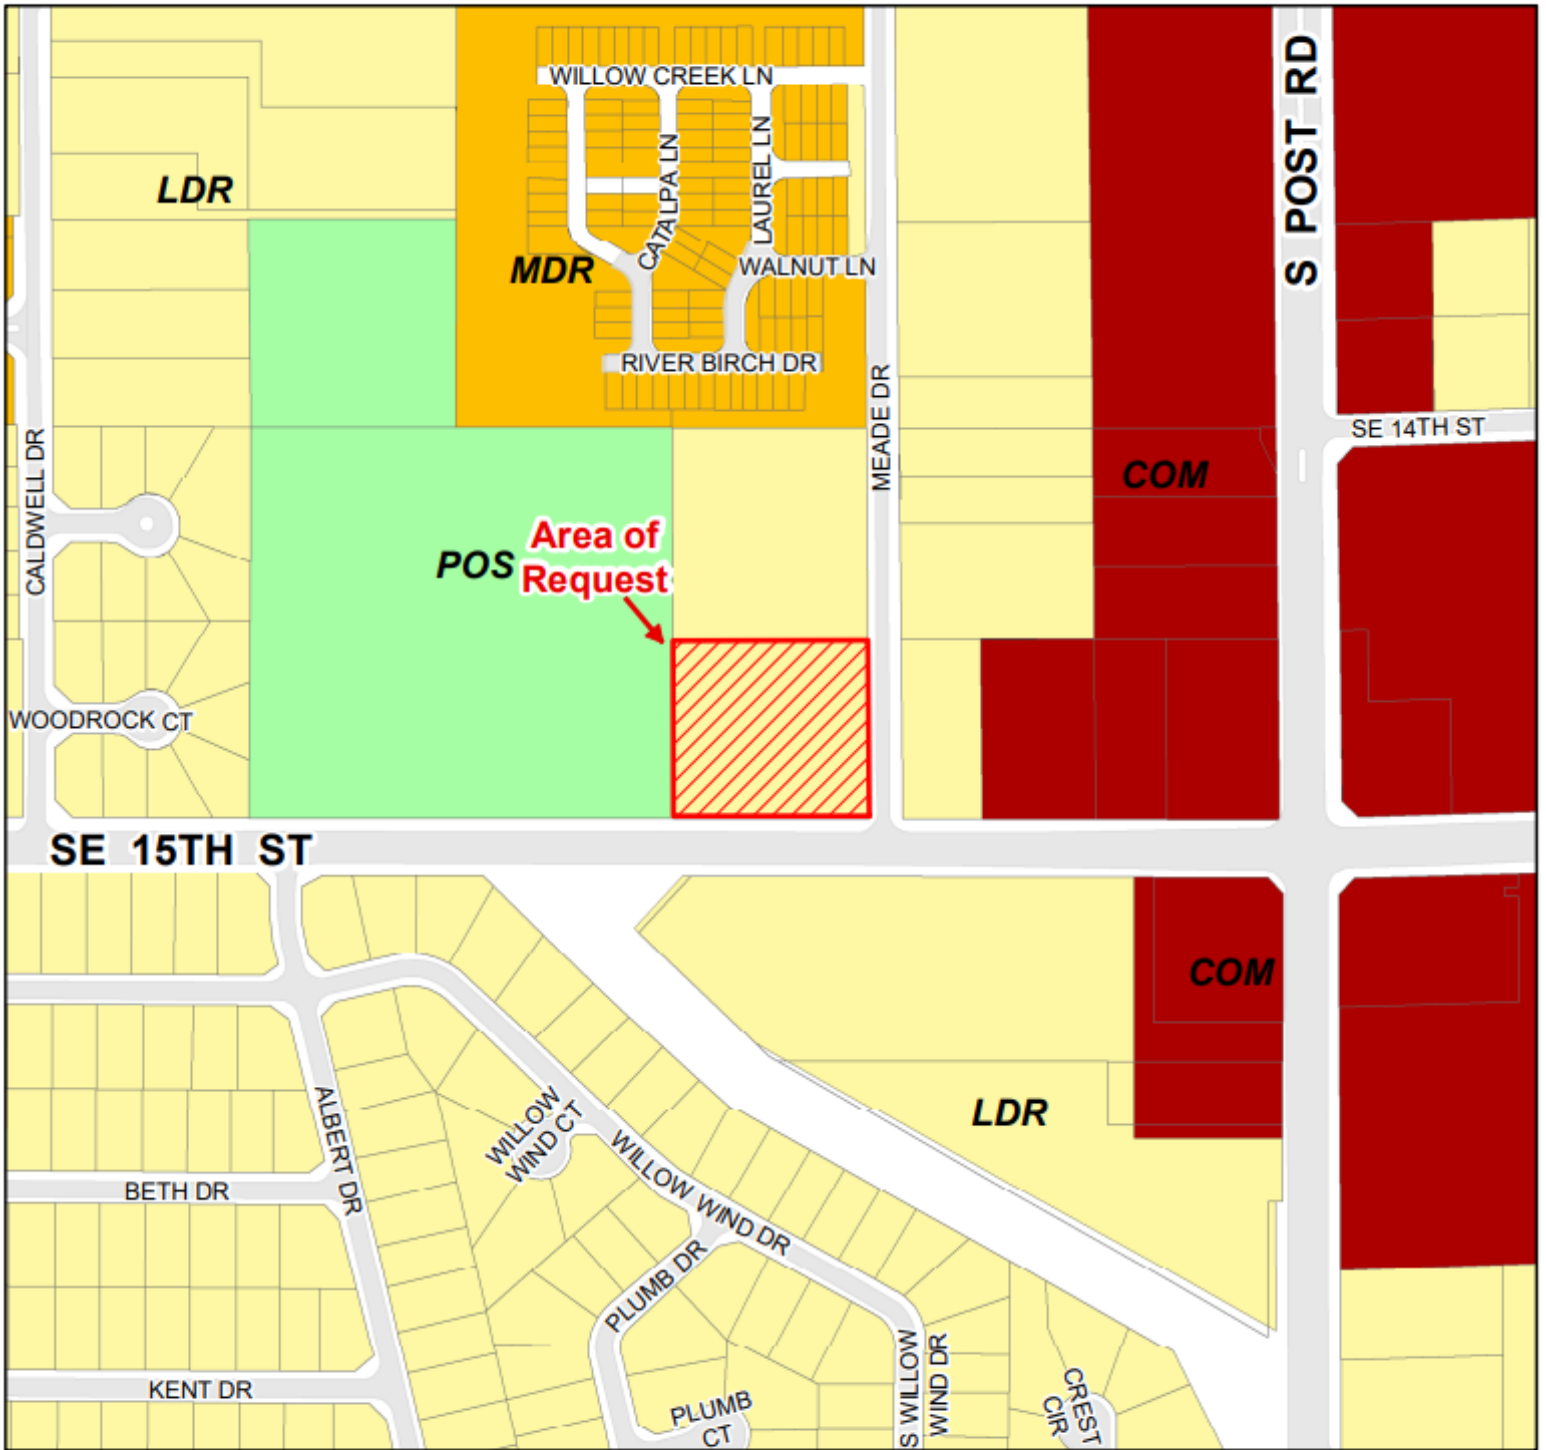 WILLOW CREEK LN
S POST RD
LDR
CATALPA LN
LAUREL LN
MDR
WALNUT LN
RIVER BIRCH DR
MEADE DR
SE 14TH ST
CALDWELL DR
COM
POS
Area of
Request
WOODROCK CT
SE 15TH ST
COM
ALBERT DR
WILLOW
WIND CT
LDR
BETH DR
WILLOW WIND DR
PLUMB DR
KENT DR
PLUMB
CT
S WILLOW
WIND DR
CREST
CIR